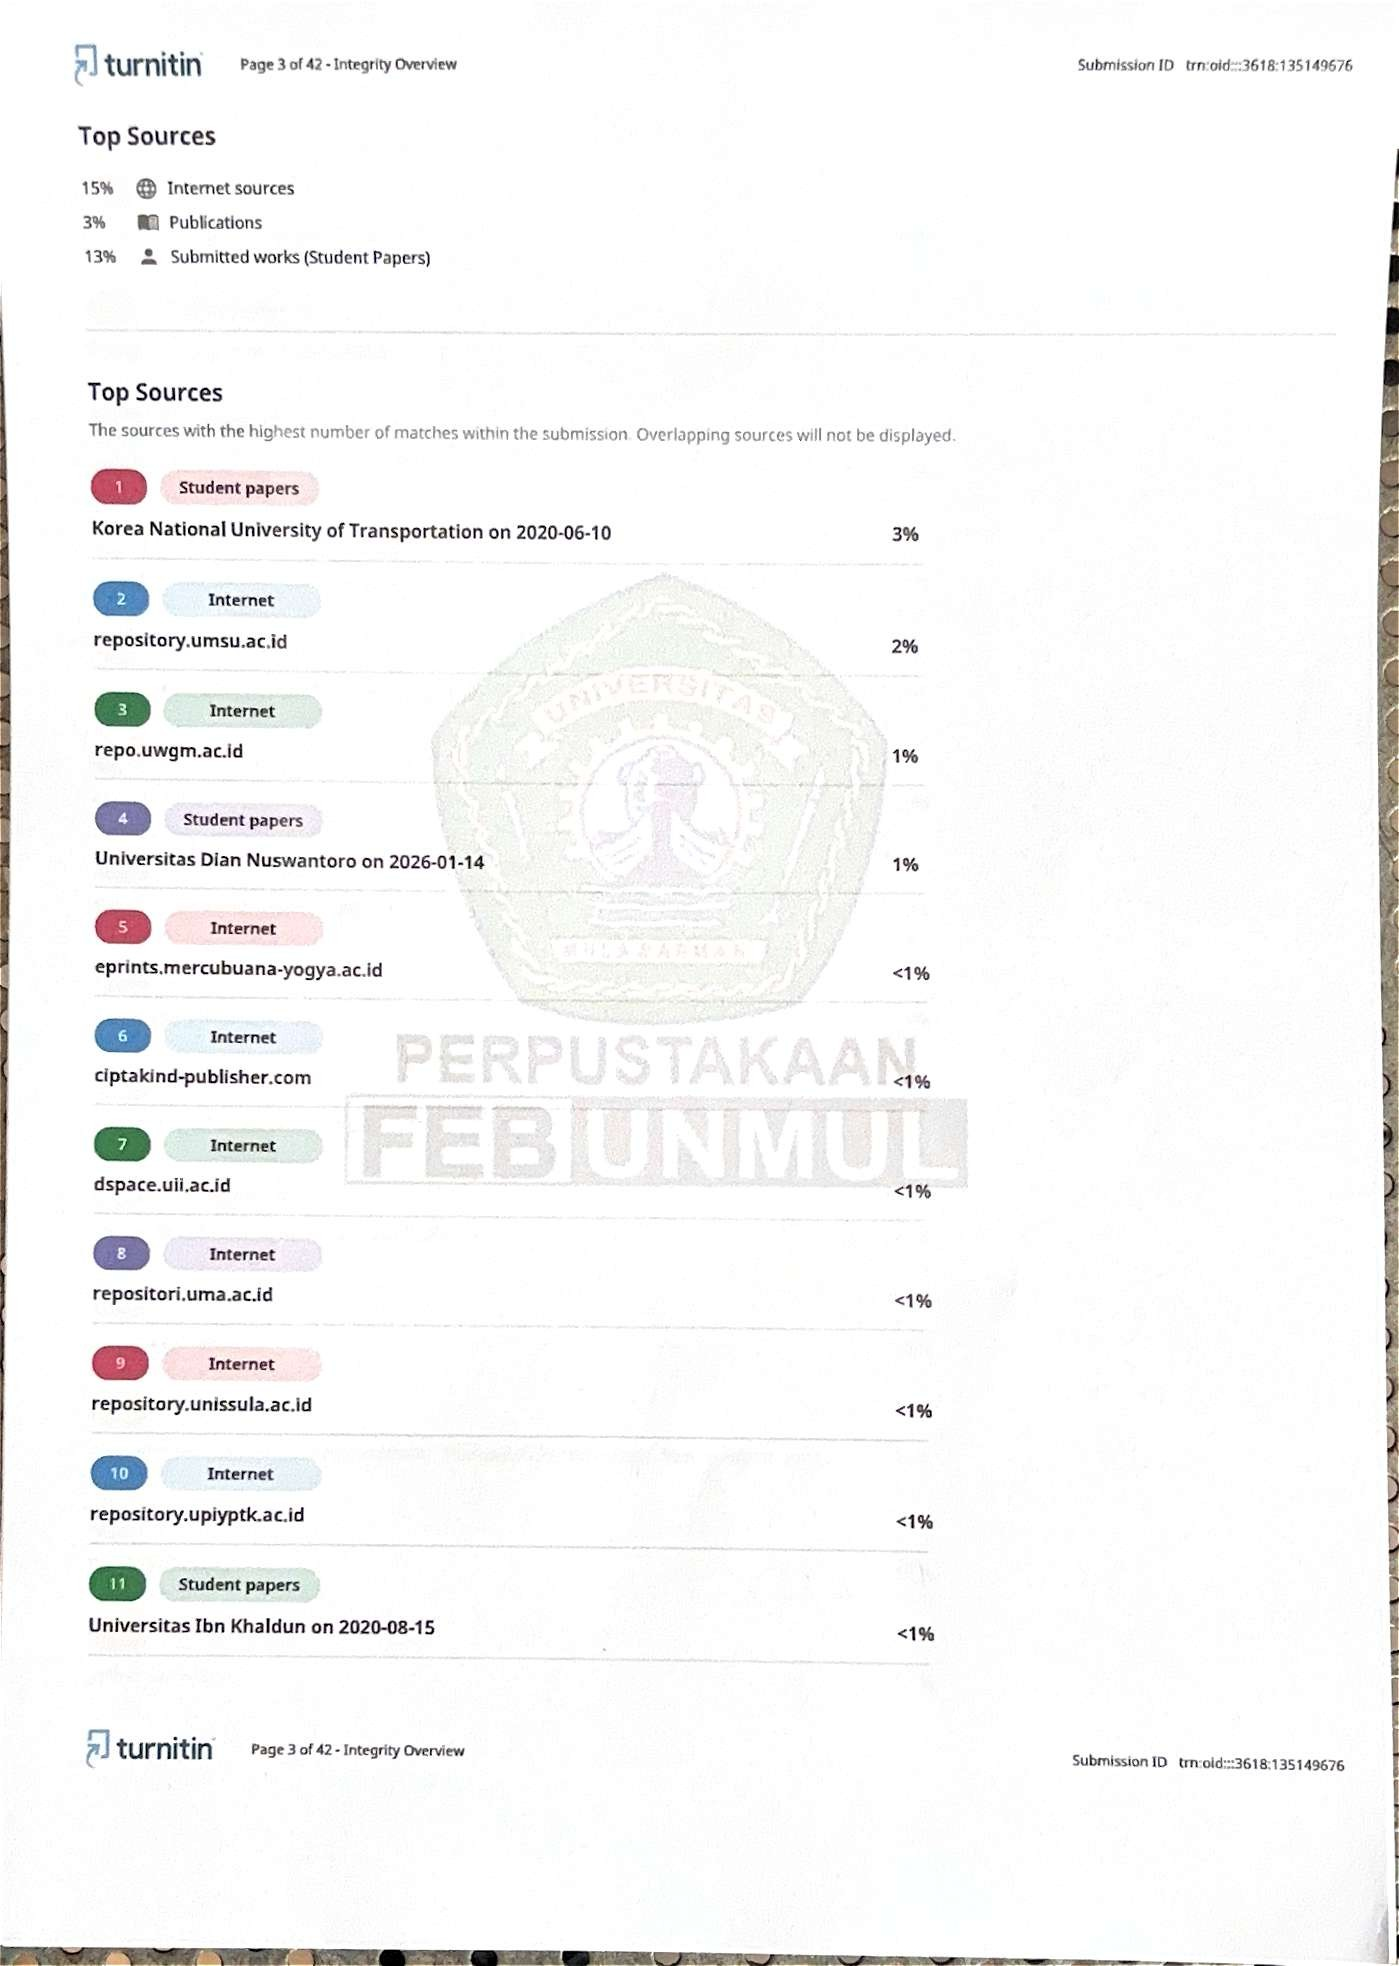 turnitin Page 3 of 42 - Integrity Overview Submission ID trn:oid:::3618:135149676
Top Sources
15% Internet sources
3% Publications
13% Submitted works (Student Papers)
Top Sources
The sources with the highest number of matches within the submission. Overlapping sources will not be displayed.
1 Student papers
Korea National University of Transportation on 2020-06-10 3%
2 Internet
repository.umsu.ac.id 2%
3 Internet
repo.uwgm.ac.id 1%
4 Student papers
Universitas Dian Nuswantoro on 2026-01-14 1%
5 Internet
eprints.mercubuana-yogya.ac.id <1%
6 Internet
ciptakind-publisher.com <1%
7 Internet
dspace.uii.ac.id <1%
8 Internet
repositori.uma.ac.id <1%
9 Internet
repository.unissula.ac.id <1%
10 Internet
repository.upiyptk.ac.id <1%
11 Student papers
Universitas Ibn Khaldun on 2020-08-15 <1%
UNIVERSITAS
MULAWARMAN
PERPUSTAKAAN
FEB UNMUL
turnitin Page 3 of 42 - Integrity Overview Submission ID trn:oid:::3618:135149676